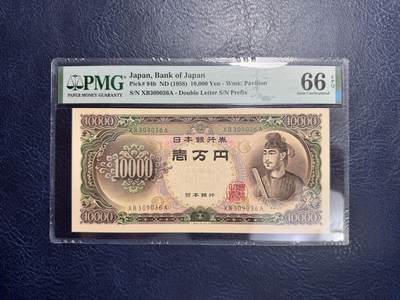 PMG
PAPER MONEY GUARANTY
Japan, Bank of Japan
Pick# 94b ND (1958) 10,000 Yen - Wmk: Pavilion
S/N XB309036A - Double Letter S/N Prefix
66 EPQ
Gem Uncirculated
10000
10000
XB309036A
日本銀行券
壱万円
10000
日本銀行
XB309036A
10000
10000